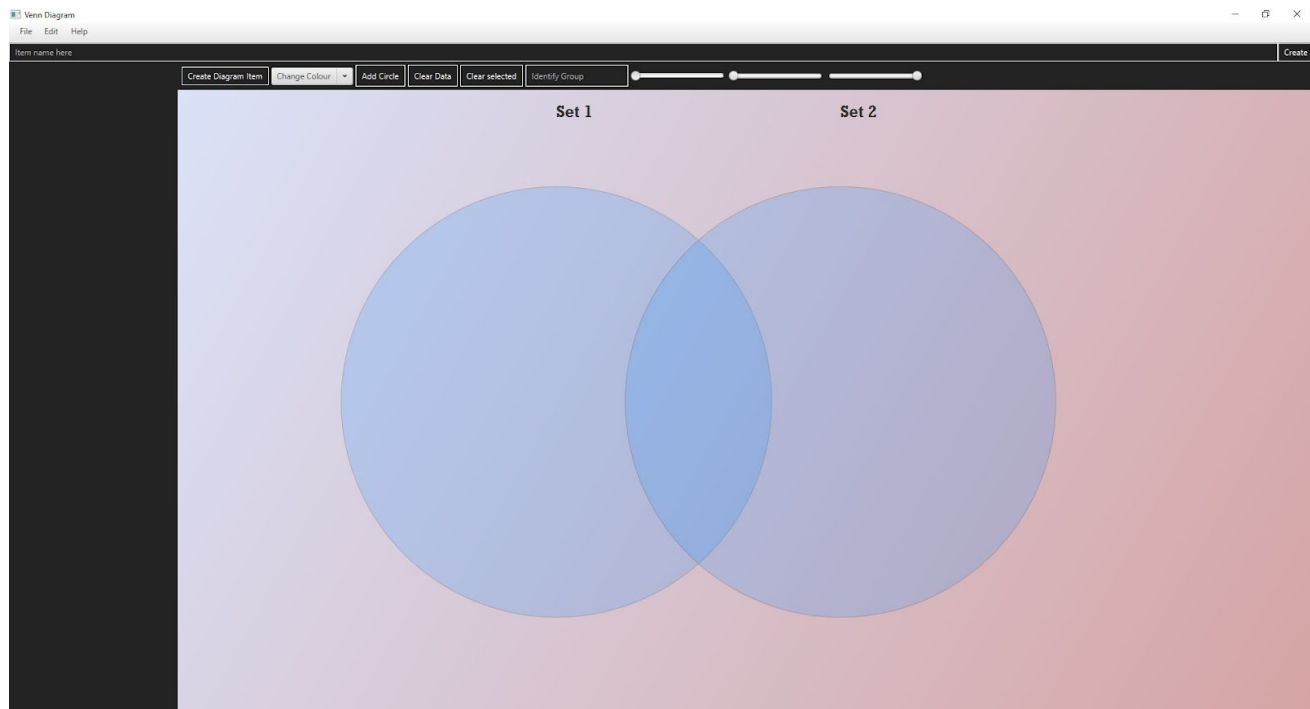 Venn Diagram
File Edit Help
Item name here Create
Create Diagram Item Change Colour Add Circle Clear Data Clear selected Identify Group
Set 1 Set 2